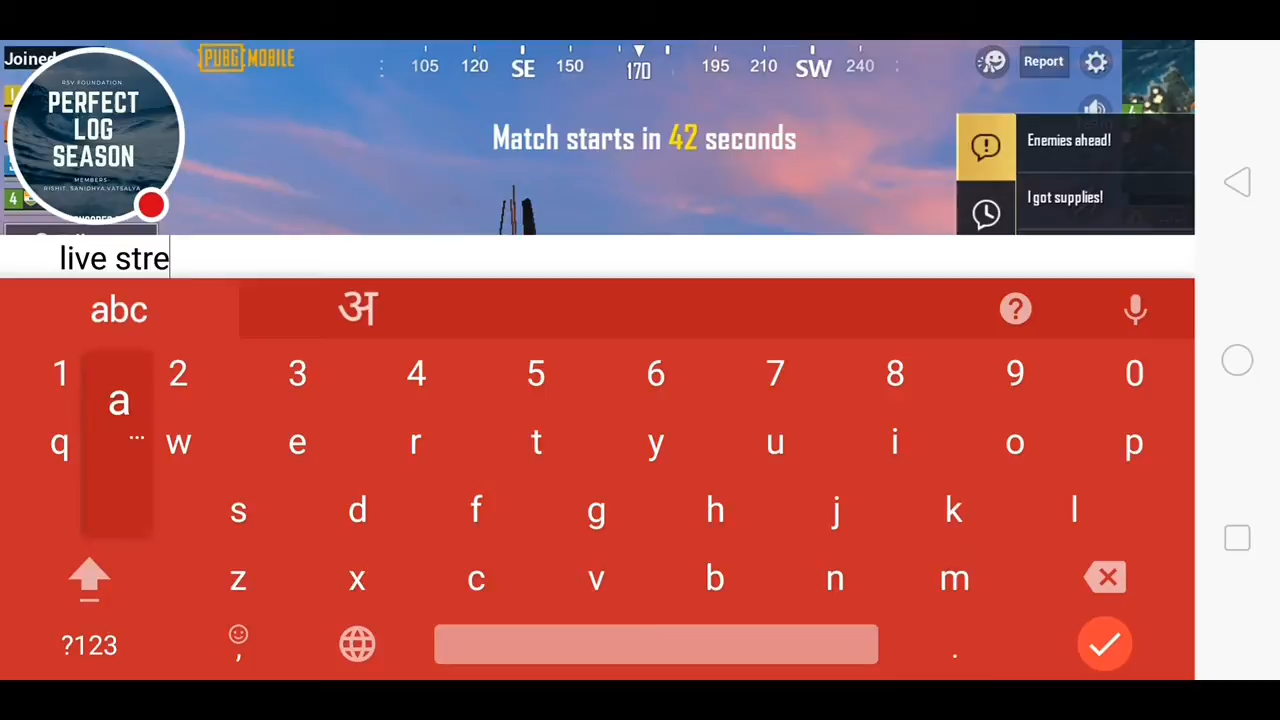 Joined
PUBG MOBILE
105 120 SE 150 170 195 210 SW 240
Report
RSV FOUNDATION
PERFECT
LOG
SEASON
MEMBERS
RISHIT, SANIDHYA, VATSALYA
Match starts in 42 seconds
Enemies ahead!
I got supplies!
4
4
live stre
abc अ ?
1 2 3 4 5 6 7 8 9 0
a
q w e r t y u i o p
s d f g h j k l
z x c v b n m
?123 , .